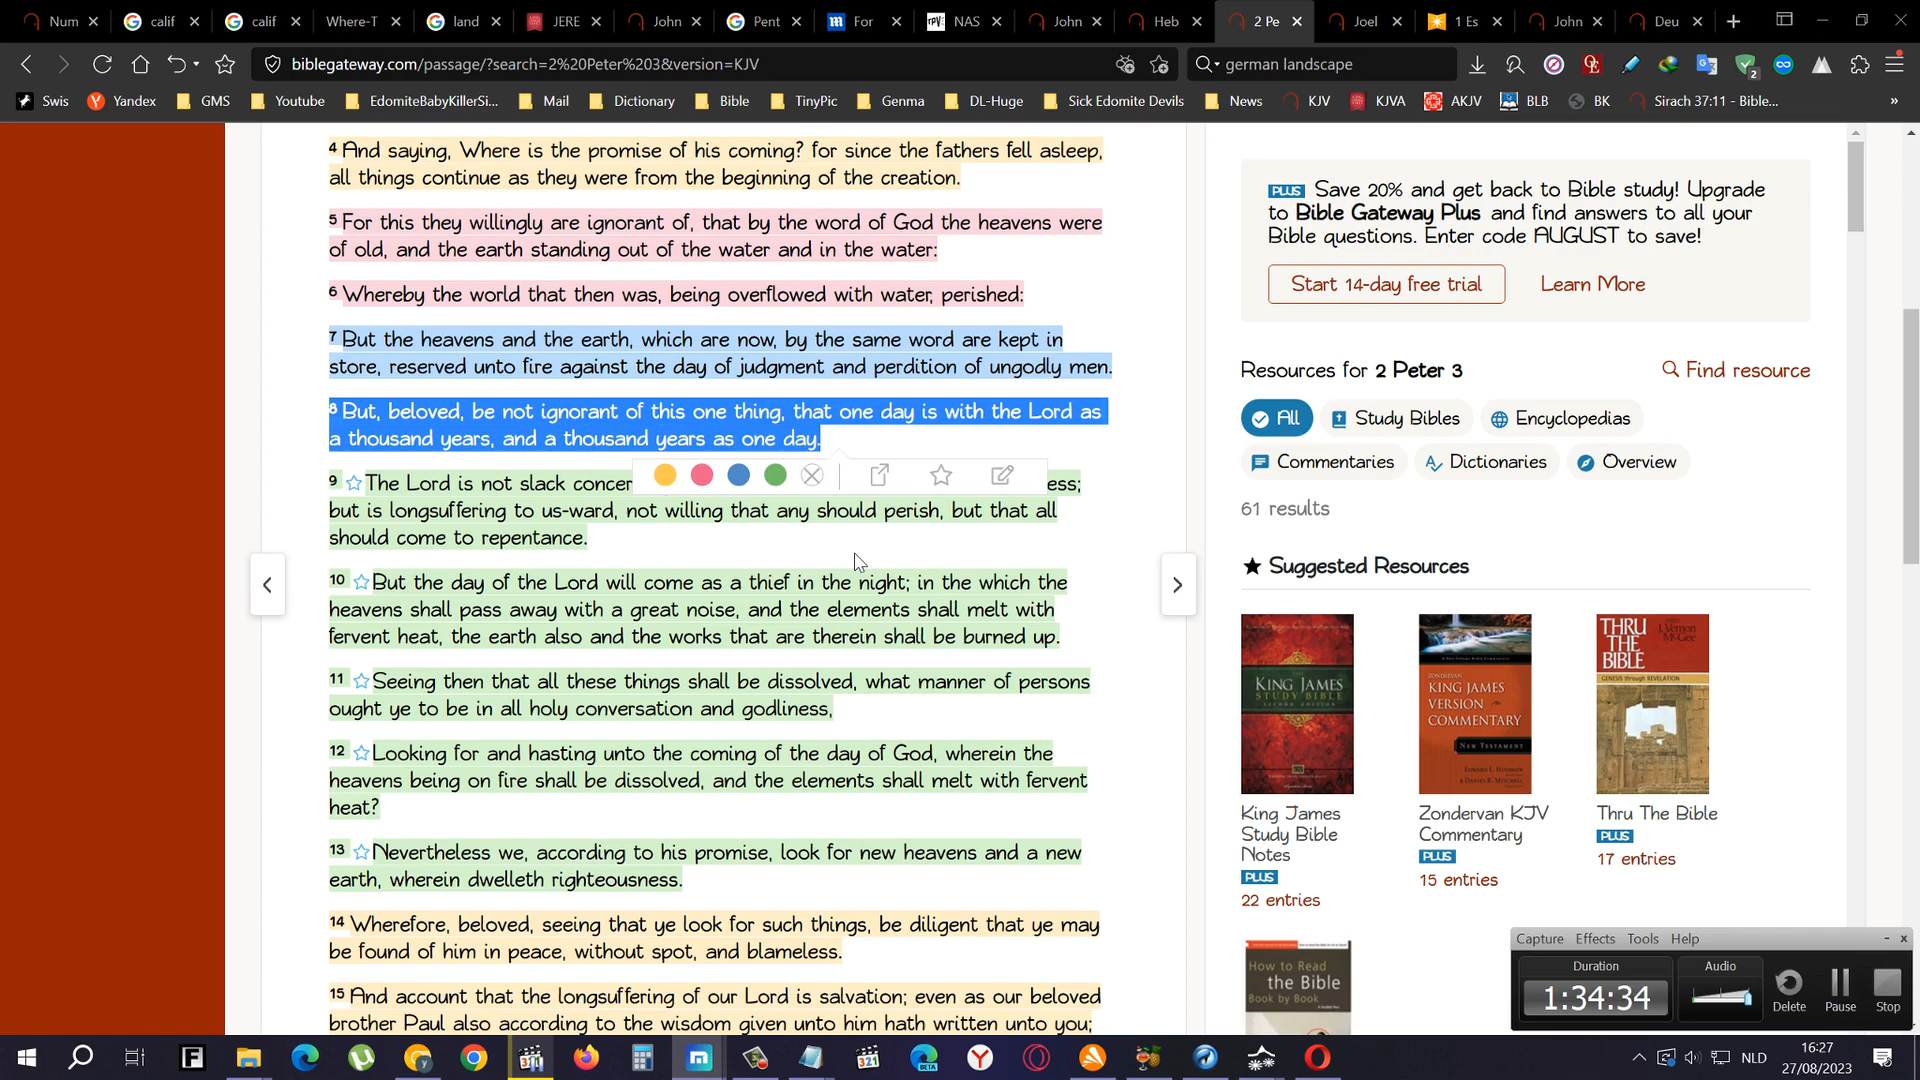 Num
calif
calif
Where-T
land
JERE
John
Pent
For
NAS
John
Heb
2 Pe
Joel
1 Es
John
Deu
biblegateway.com/passage/?search=2%20Peter%203&version=KJV
german landscape
Swis
Yandex
GMS
Youtube
EdomiteBabyKillerSi...
Mail
Dictionary
Bible
TinyPic
Genma
DL-Huge
Sick Edomite Devils
News
KJV
KJVA
AKJV
BLB
BK
Sirach 37:11 - Bible...
4 And saying, Where is the promise of his coming? for since the fathers fell asleep,
all things continue as they were from the beginning of the creation.
5 For this they willingly are ignorant of, that by the word of God the heavens were
of old, and the earth standing out of the water and in the water:
6 Whereby the world that then was, being overflowed with water, perished:
7 But the heavens and the earth, which are now, by the same word are kept in
store, reserved unto fire against the day of judgment and perdition of ungodly men.
8 But, beloved, be not ignorant of this one thing, that one day is with the Lord as
a thousand years, and a thousand years as one day.
9 The Lord is not slack concer
ess;
but is longsuffering to us-ward, not willing that any should perish, but that all
should come to repentance.
10 But the day of the Lord will come as a thief in the night; in the which the
heavens shall pass away with a great noise, and the elements shall melt with
fervent heat, the earth also and the works that are therein shall be burned up.
11 Seeing then that all these things shall be dissolved, what manner of persons
ought ye to be in all holy conversation and godliness,
12 Looking for and hasting unto the coming of the day of God, wherein the
heavens being on fire shall be dissolved, and the elements shall melt with fervent
heat?
13 Nevertheless we, according to his promise, look for new heavens and a new
earth, wherein dwelleth righteousness.
14 Wherefore, beloved, seeing that ye look for such things, be diligent that ye may
be found of him in peace, without spot, and blameless.
15 And account that the longsuffering of our Lord is salvation; even as our beloved
brother Paul also according to the wisdom given unto him hath written unto you;
PLUS Save 20% and get back to Bible study! Upgrade
to Bible Gateway Plus and find answers to all your
Bible questions. Enter code AUGUST to save!
Start 14-day free trial
Learn More
Resources for 2 Peter 3
Find resource
All
Study Bibles
Encyclopedias
Commentaries
Dictionaries
Overview
61 results
Suggested Resources
KING JAMES
STUDY BIBLE
SECOND EDITION
ZONDERVAN
KING JAMES
VERSION
COMMENTARY
NEW TESTAMENT
J. Vernon
McGee
THRU
THE
BIBLE
GENESIS through REVELATION
King James
Study Bible
Notes
PLUS
22 entries
Zondervan KJV
Commentary
PLUS
15 entries
Thru The Bible
PLUS
17 entries
How to Read
the Bible
Book by Book
Capture
Effects
Tools
Help
Duration
1:34:34
Audio
Delete
Pause
Stop
NLD
16:27
27/08/2023